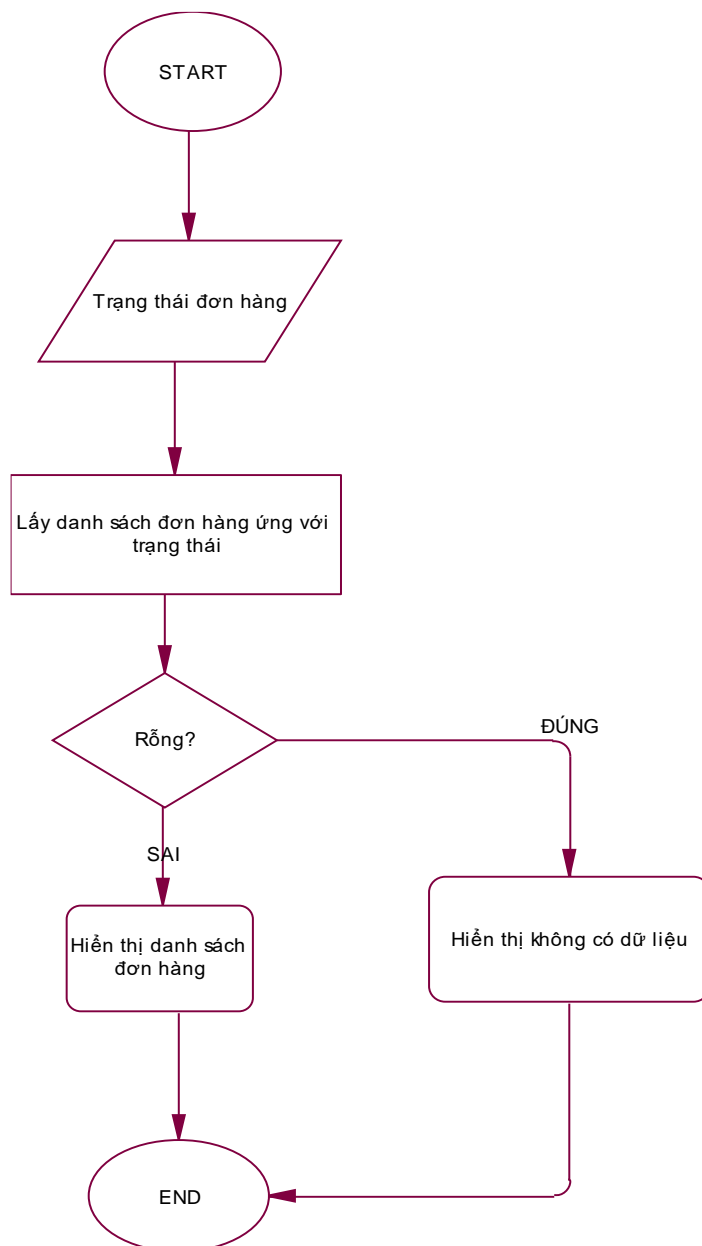 START
Trạng thái đơn hàng
Lấy danh sách đơn hàng ứng với
trạng thái
Rỗng?
ĐÚNG
SAI
Hiển thị danh sách
đơn hàng
Hiển thị không có dữ liệu
END